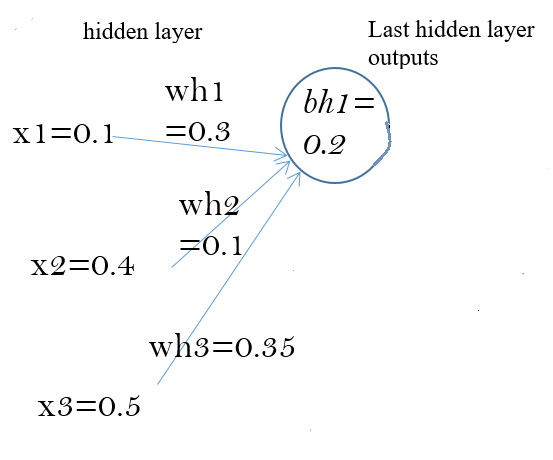 hidden layer
Last hidden layer
outputs
wh1
=0.3
bh1=
0.2
x1=0.1
wh2
=0.1
x2=0.4
wh3=0.35
x3=0.5